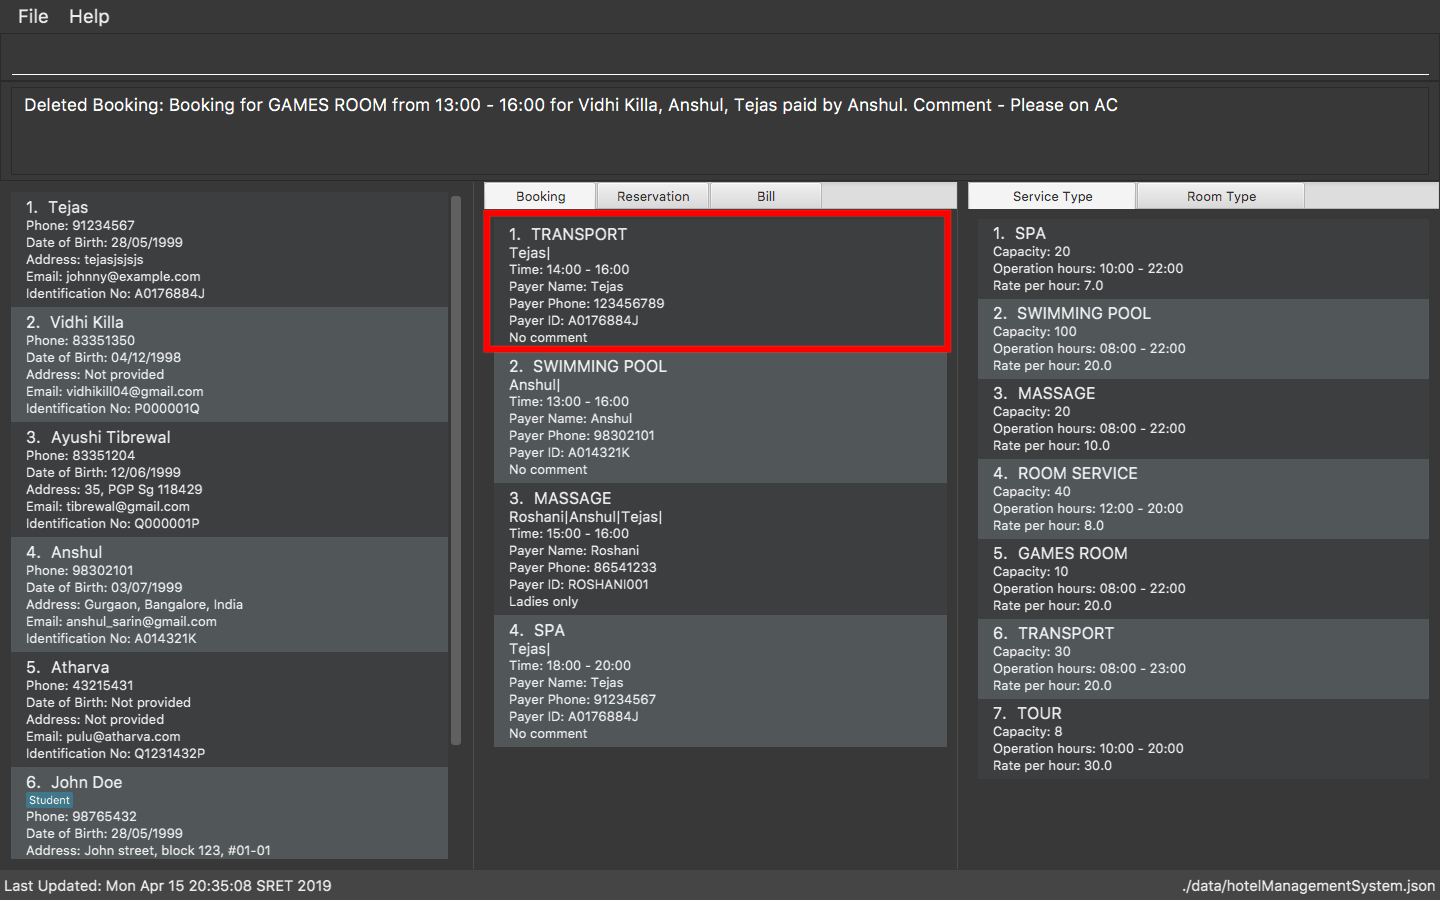 File Help
Deleted Booking: Booking for GAMES ROOM from 13:00 - 16:00 for Vidhi Killa, Anshul, Tejas paid by Anshul. Comment - Please on AC
1. Tejas
Phone: 91234567
Date of Birth: 28/05/1999
Address: tejasjsjsjs
Email: johnny@example.com
Identification No: A0176884J
2. Vidhi Killa
Phone: 83351350
Date of Birth: 04/12/1998
Address: Not provided
Email: vidhikill04@gmail.com
Identification No: P000001Q
3. Ayushi Tibrewal
Phone: 83351204
Date of Birth: 12/06/1999
Address: 35, PGP Sg 118429
Email: tibrewal@gmail.com
Identification No: Q000001P
4. Anshul
Phone: 98302101
Date of Birth: 03/07/1999
Address: Gurgaon, Bangalore, India
Email: anshul_sarin@gmail.com
Identification No: A014321K
5. Atharva
Phone: 43215431
Date of Birth: Not provided
Address: Not provided
Email: pulu@atharva.com
Identification No: Q1231432P
6. John Doe
Student
Phone: 98765432
Date of Birth: 28/05/1999
Address: John street, block 123, #01-01
Booking Reservation Bill
1. TRANSPORT
Tejas|
Time: 14:00 - 16:00
Payer Name: Tejas
Payer Phone: 123456789
Payer ID: A0176884J
No comment
2. SWIMMING POOL
Anshul|
Time: 13:00 - 16:00
Payer Name: Anshul
Payer Phone: 98302101
Payer ID: A014321K
No comment
3. MASSAGE
Roshani|Anshul|Tejas|
Time: 15:00 - 16:00
Payer Name: Roshani
Payer Phone: 86541233
Payer ID: ROSHANI001
Ladies only
4. SPA
Tejas|
Time: 18:00 - 20:00
Payer Name: Tejas
Payer Phone: 91234567
Payer ID: A0176884J
No comment
Service Type Room Type
1. SPA
Capacity: 20
Operation hours: 10:00 - 22:00
Rate per hour: 7.0
2. SWIMMING POOL
Capacity: 100
Operation hours: 08:00 - 22:00
Rate per hour: 20.0
3. MASSAGE
Capacity: 20
Operation hours: 08:00 - 22:00
Rate per hour: 10.0
4. ROOM SERVICE
Capacity: 40
Operation hours: 12:00 - 20:00
Rate per hour: 8.0
5. GAMES ROOM
Capacity: 10
Operation hours: 08:00 - 22:00
Rate per hour: 20.0
6. TRANSPORT
Capacity: 30
Operation hours: 08:00 - 23:00
Rate per hour: 20.0
7. TOUR
Capacity: 8
Operation hours: 10:00 - 20:00
Rate per hour: 30.0
Last Updated: Mon Apr 15 20:35:08 SRET 2019
./data/hotelManagementSystem.json